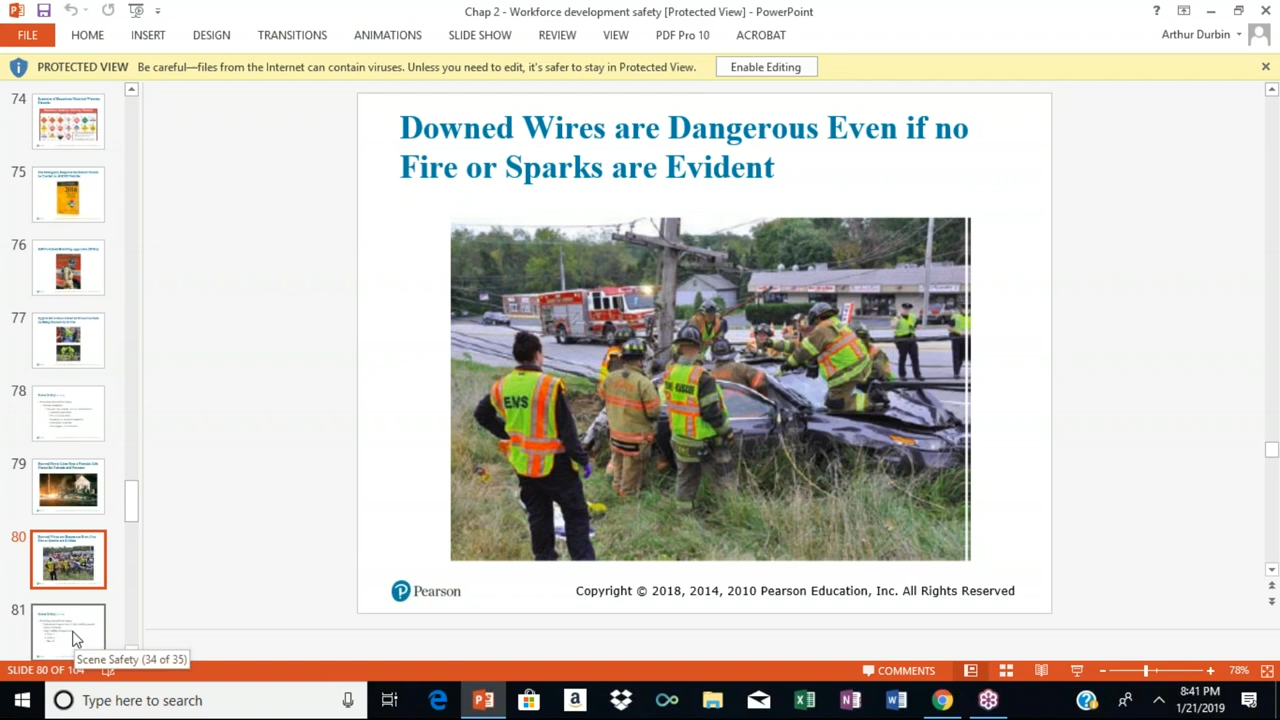 Chp 2 - Workforce development safety [Protected View] - PowerPoint
FILE HOME INSERT DESIGN TRANSITIONS ANIMATIONS SLIDE SHOW REVIEW VIEW PDF Pro 10 ACROBAT Arthur Durbin
PROTECTED VIEW Be careful—files from the Internet can contain viruses. Unless you need to edit, it's safer to stay in Protected View. Enable Editing
74
75
76
77
78
79
80
81
Downed Wires are Dangerous Even if no
Fire or Sparks are Evident
Pearson
Copyright © 2018, 2014, 2010 Pearson Education, Inc. All Rights Reserved
Scene Safety (34 of 35)
SLIDE 80 OF 164 COMMENTS 78%
Type here to search
8:41 PM
1/21/2019